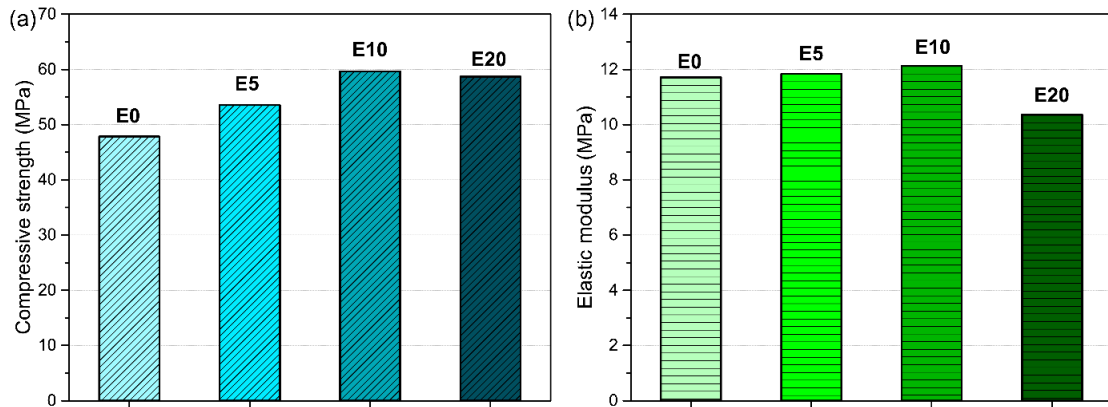 (a)
Compressive strength (MPa)
70
60
50
40
30
20
10
0
E0
E5
E10
E20
(b)
Elastic modulus (MPa)
14
12
10
8
6
4
2
0
E0
E5
E10
E20